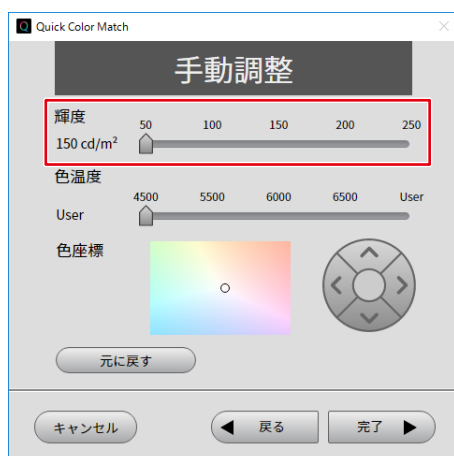 Quick Color Match
手動調整
輝度
50 100 150 200 250
150 cd/m²
色温度
4500 5500 6000 6500 User
User
色座標
元に戻す
キャンセル
戻る
完了